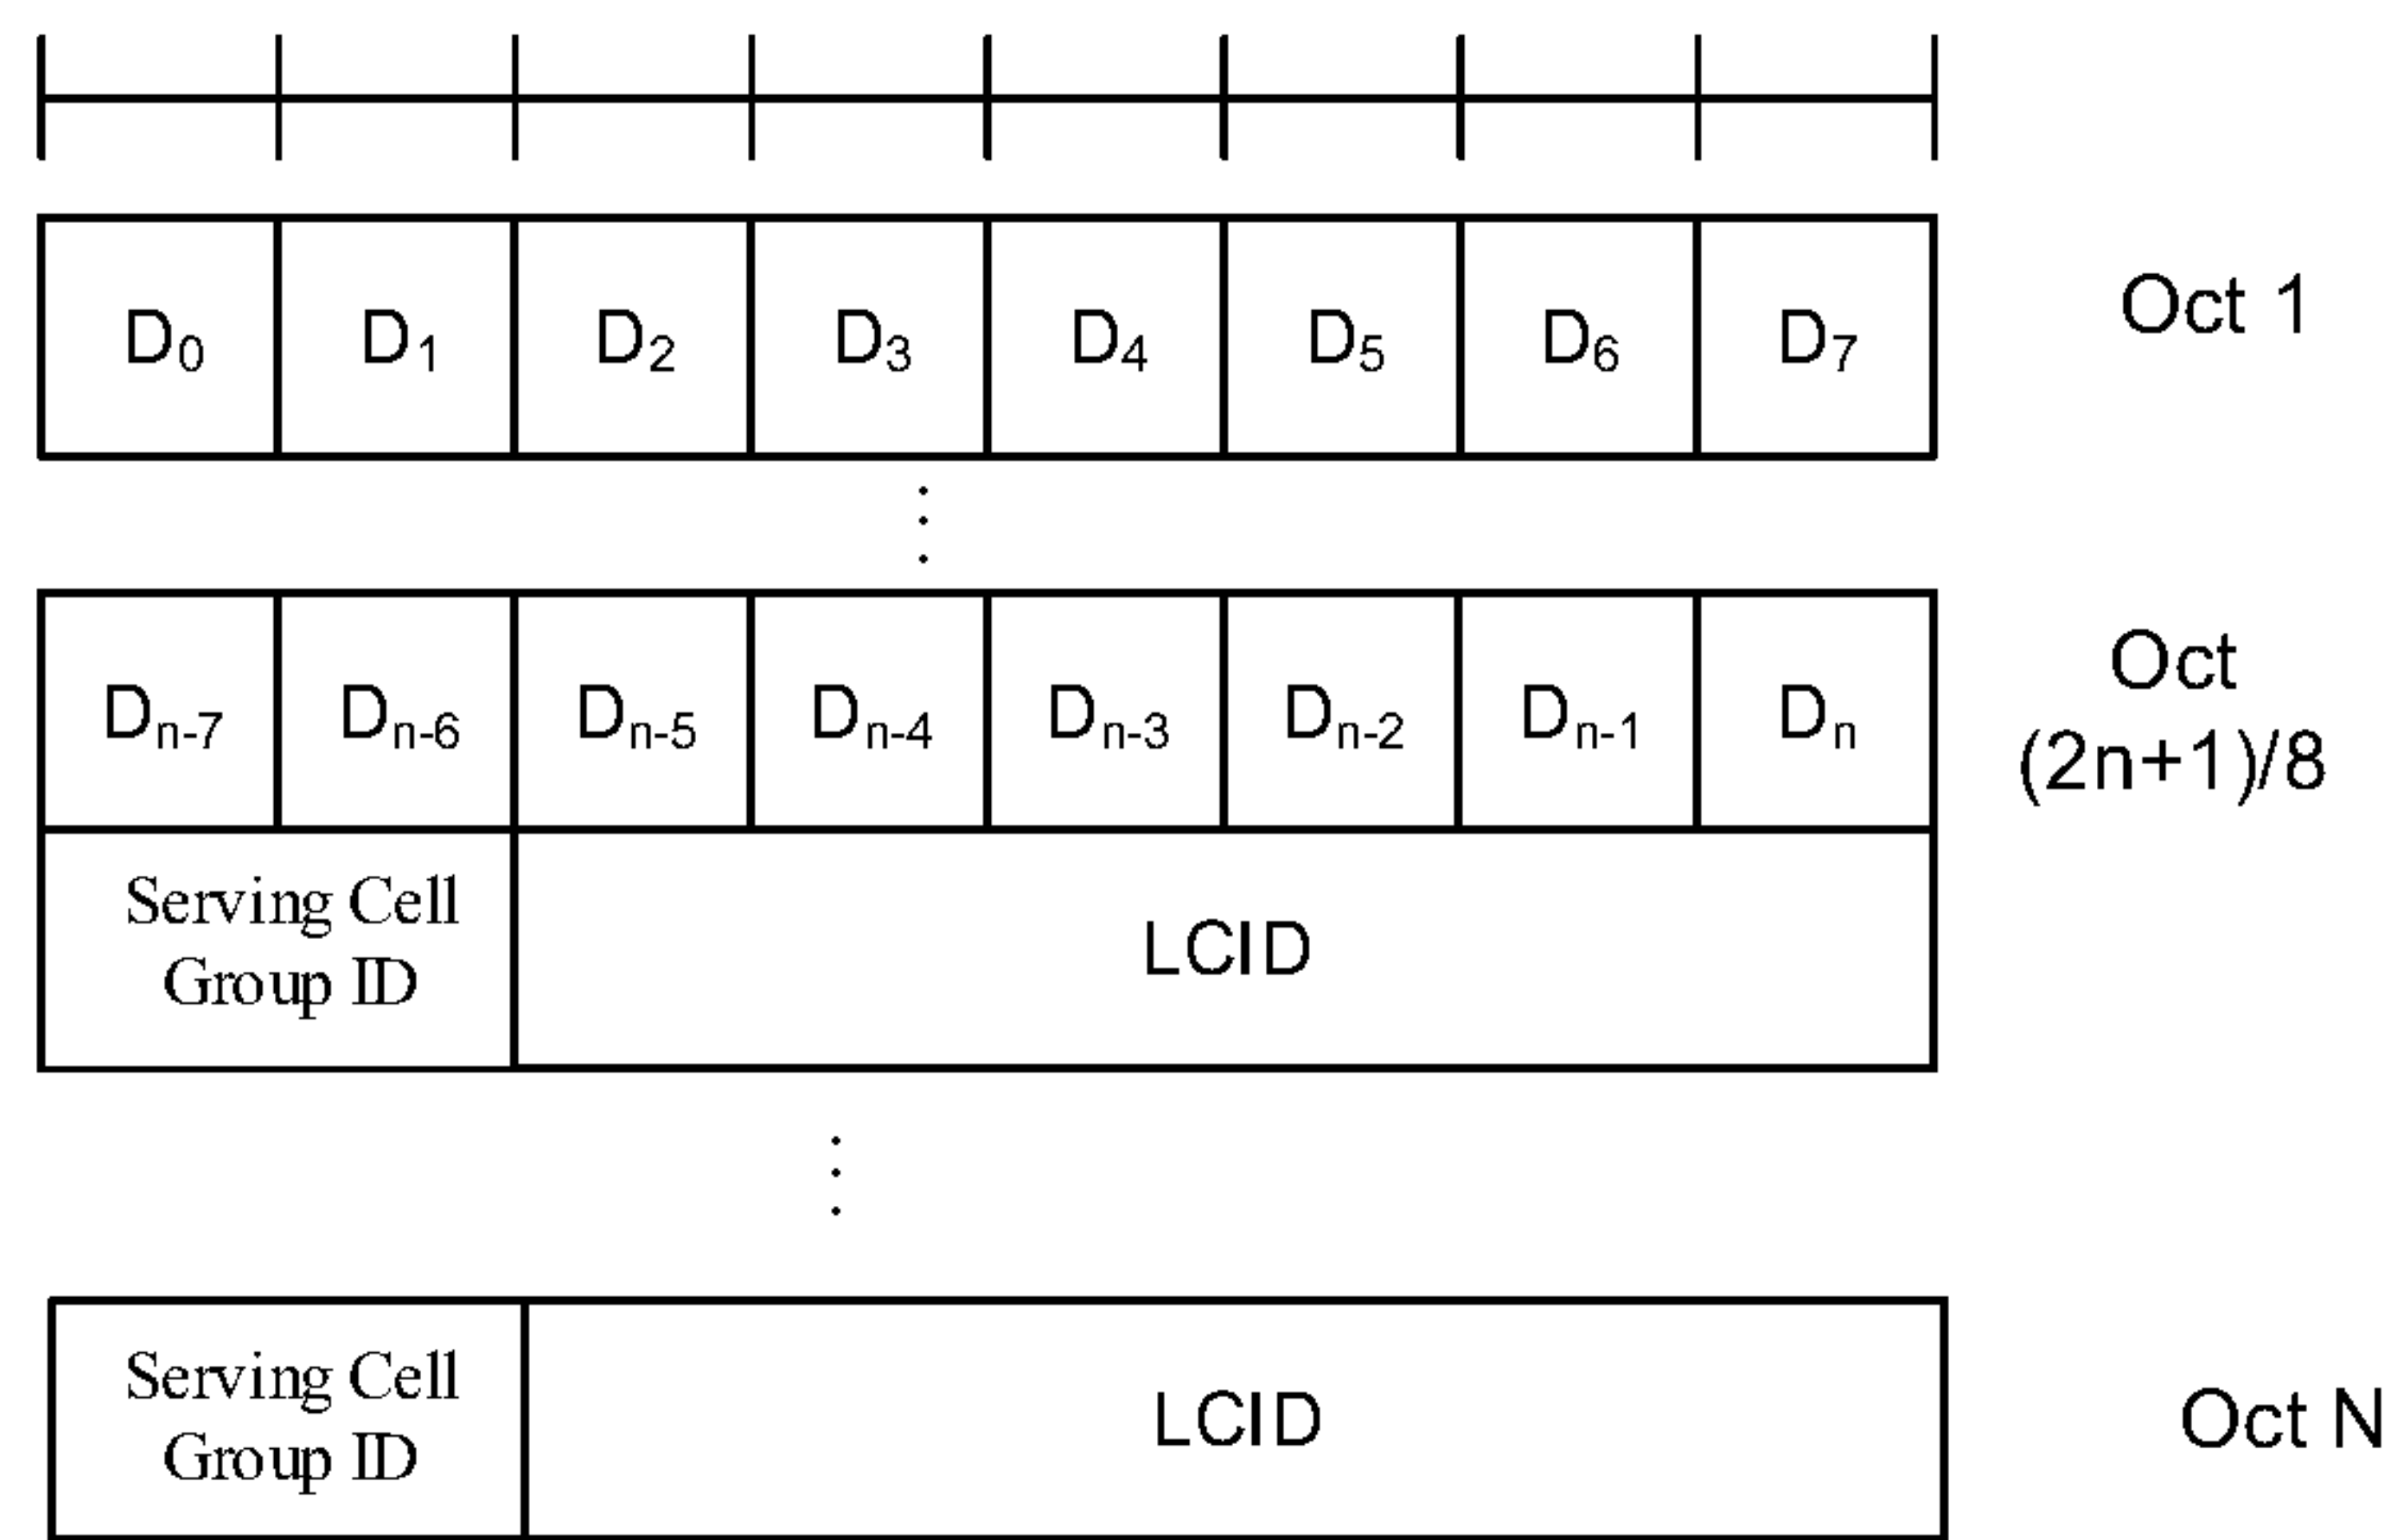 D₀ D₁ D₂ D₃ D₄ D₅ D₆ D₇ Oct 1
Dₙ₋₇ Dₙ₋₆ Dₙ₋₅ Dₙ₋₄ Dₙ₋₃ Dₙ₋₂ Dₙ₋₁ Dₙ Oct
(2n+1)/8
Serving Cell
Group ID
LCID
Serving Cell
Group ID
LCID
Oct N